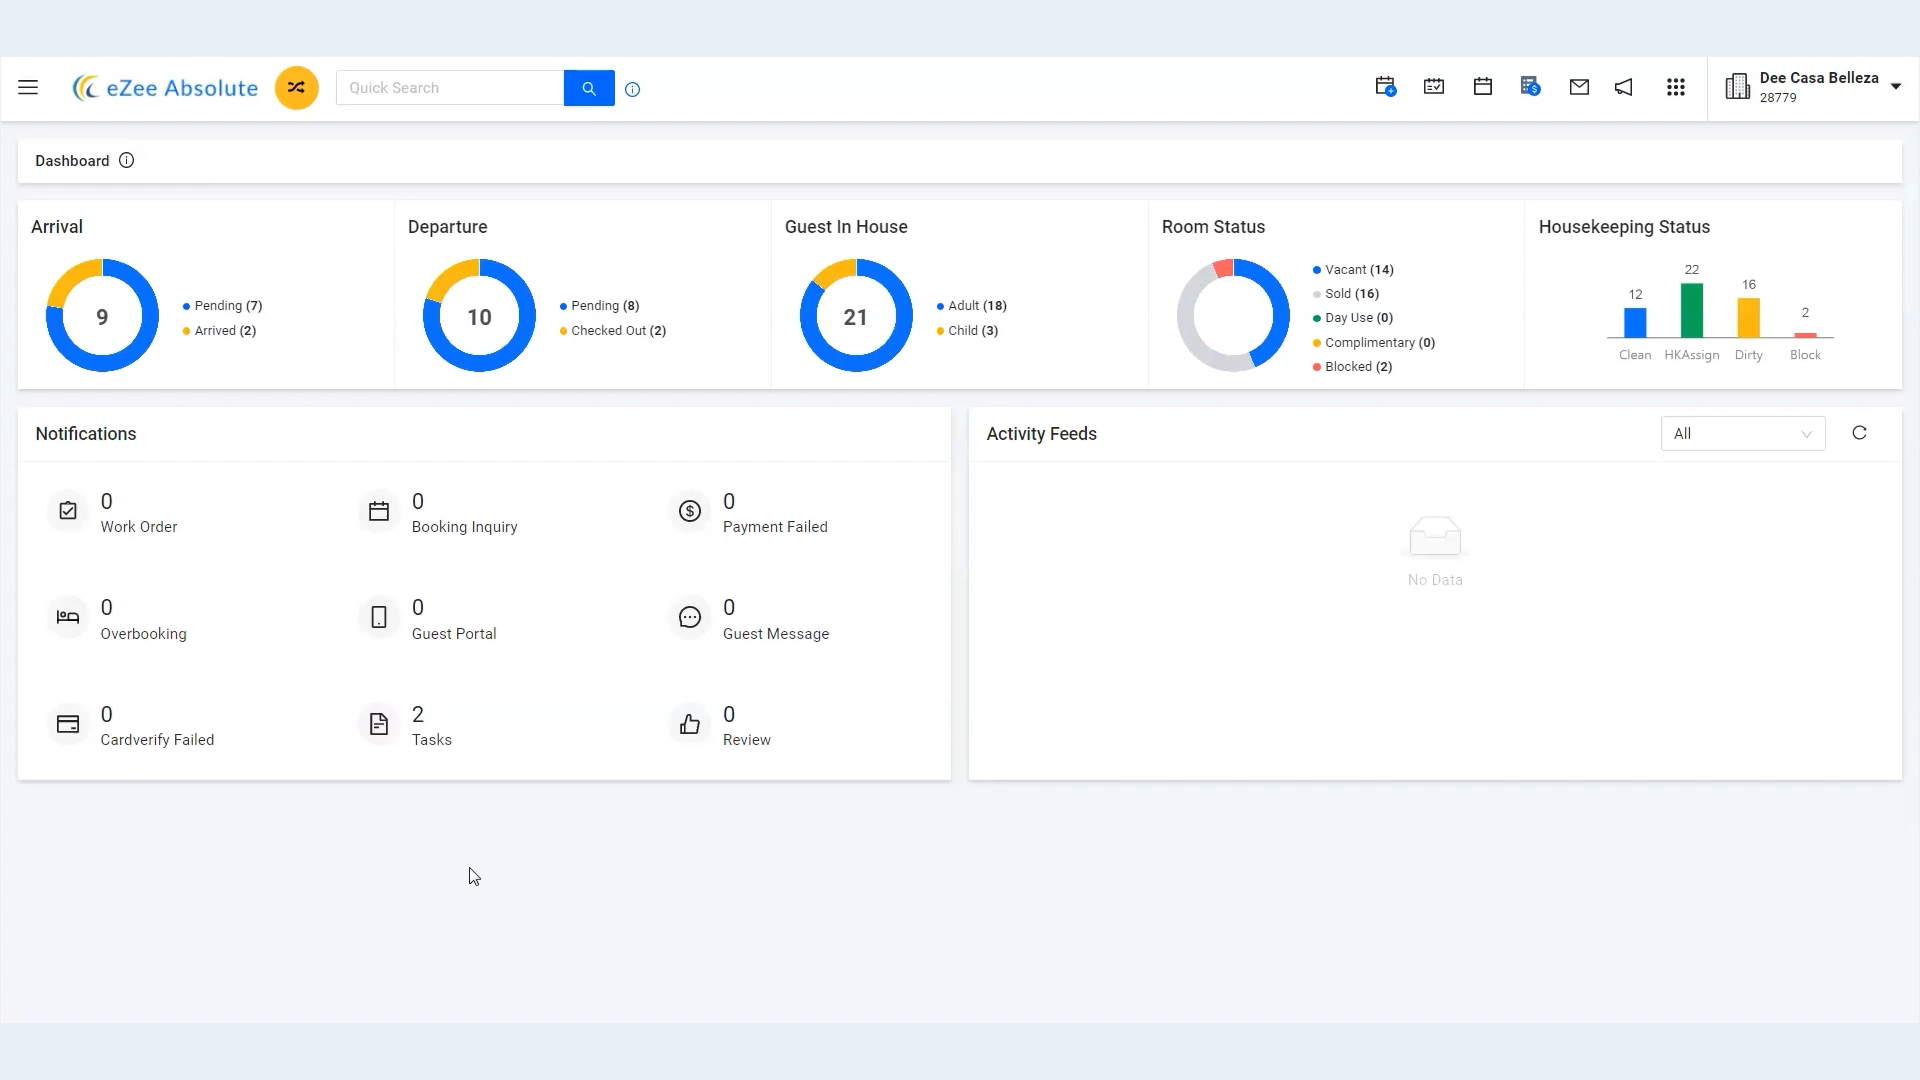 eZee Absolute
Quick Search
Dee Casa Belleza
28779
Dashboard
Arrival
9
Pending (7)
Arrived (2)
Departure
10
Pending (8)
Checked Out (2)
Guest In House
21
Adult (18)
Child (3)
Room Status
Vacant (14)
Sold (16)
Day Use (0)
Complimentary (0)
Blocked (2)
Housekeeping Status
12 22 16 2
Clean HKAssign Dirty Block
Notifications
0
Work Order
0
Booking Inquiry
0
Payment Failed
0
Overbooking
0
Guest Portal
0
Guest Message
0
Cardverify Failed
2
Tasks
0
Review
Activity Feeds
All
No Data